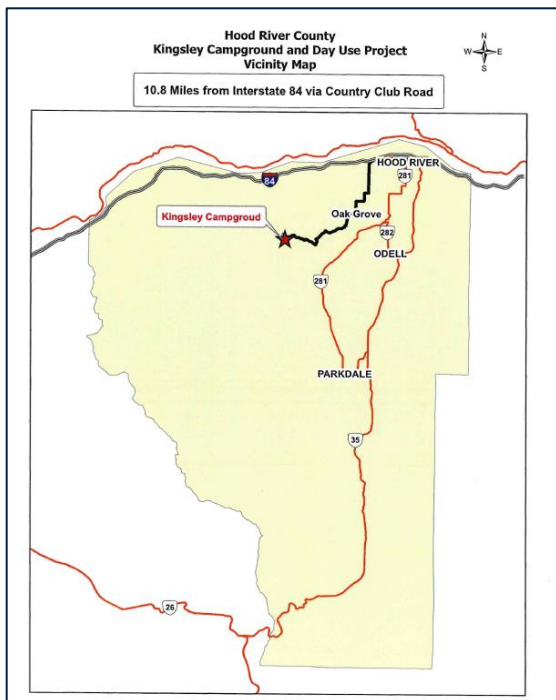 Hood River County
Kingsley Campground and Day Use Project
Vicinity Map
N
W
E
S
10.8 Miles from Interstate 84 via Country Club Road
HOOD RIVER
84
281
Kingsley Campgroud
Oak Grove
282
ODELL
281
PARKDALE
35
26